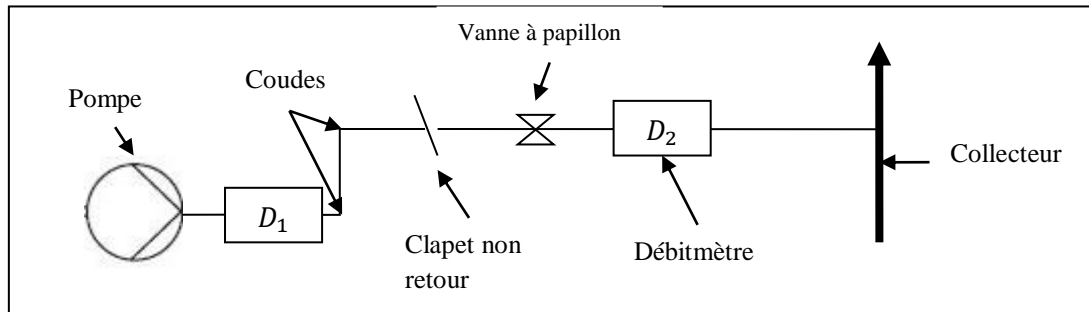 Vanne à papillon
Coudes
Pompe
D₁
D₂
Collecteur
Clapet non
retour
Débitmètre